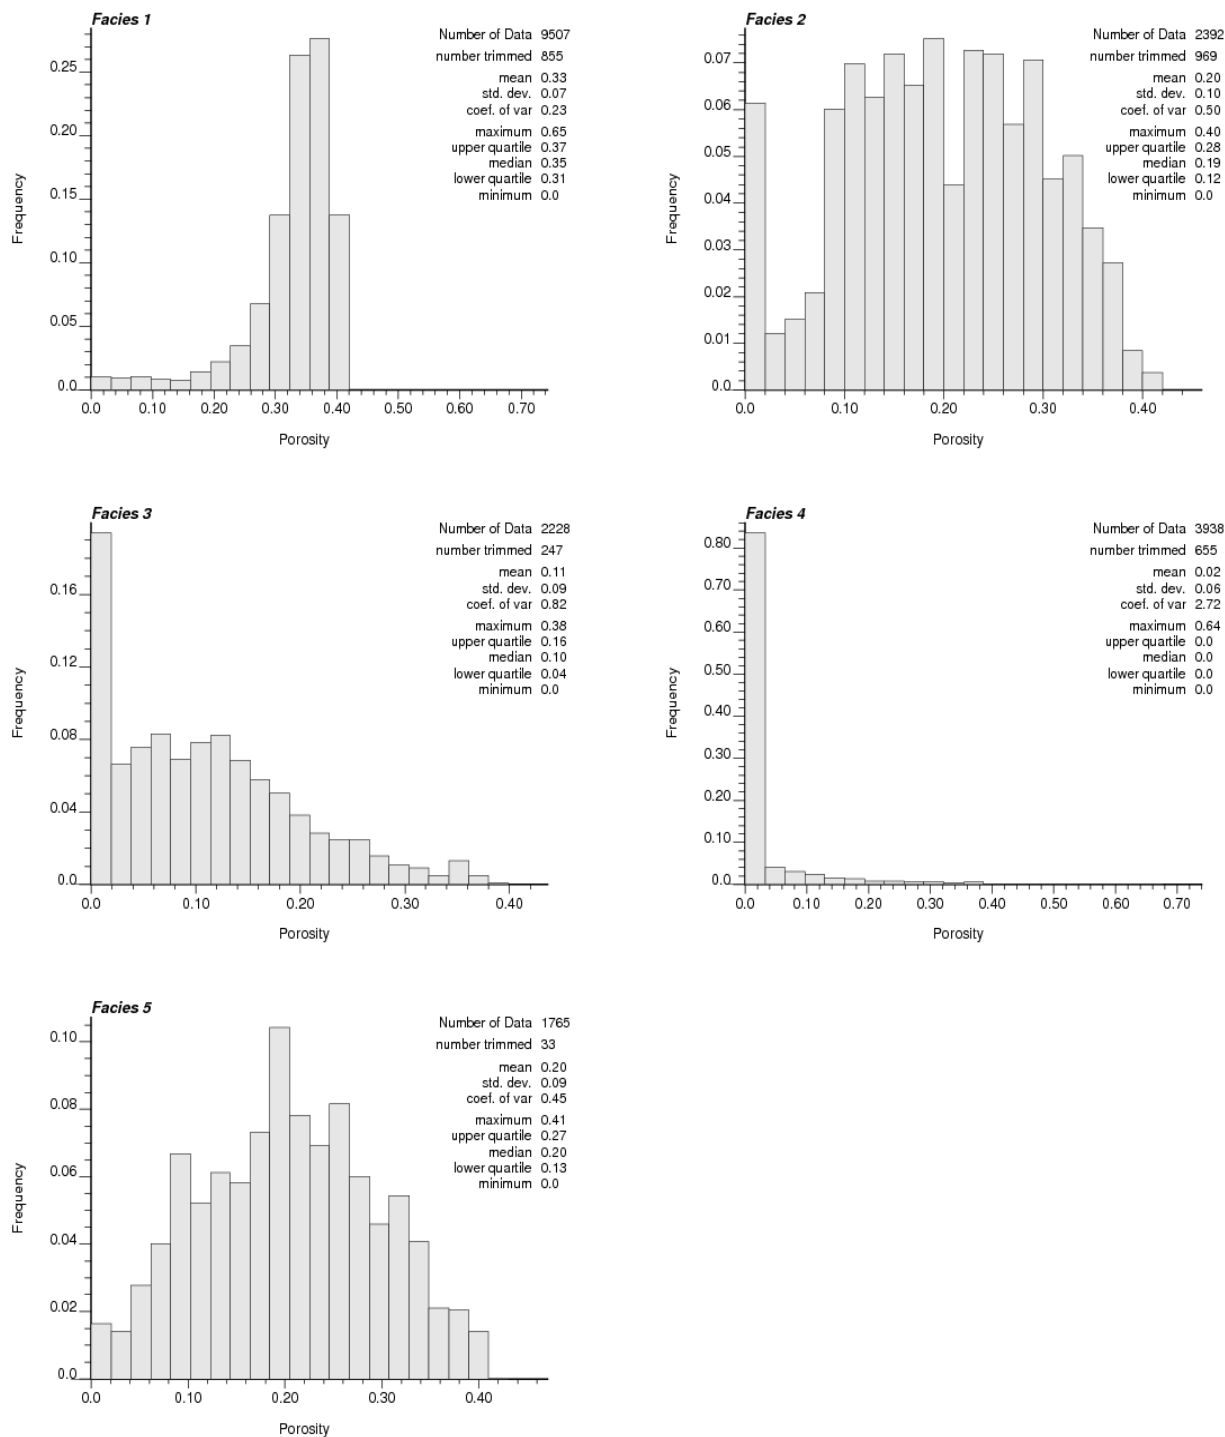 Facies 1
Number of Data 9507
number trimmed 855
mean 0.33
std. dev. 0.07
coef. of var 0.23
maximum 0.65
upper quartile 0.37
median 0.35
lower quartile 0.31
minimum 0.0
Frequency
0.25
0.20
0.15
0.10
0.05
0.0
0.0 0.10 0.20 0.30 0.40 0.50 0.60 0.70
Porosity
Facies 2
Number of Data 2392
number trimmed 969
mean 0.20
std. dev. 0.10
coef. of var 0.50
maximum 0.40
upper quartile 0.28
median 0.19
lower quartile 0.12
minimum 0.0
Frequency
0.07
0.06
0.05
0.04
0.03
0.02
0.01
0.0
0.0 0.10 0.20 0.30 0.40
Porosity
Facies 3
Number of Data 2228
number trimmed 247
mean 0.11
std. dev. 0.09
coef. of var 0.82
maximum 0.38
upper quartile 0.16
median 0.10
lower quartile 0.04
minimum 0.0
Frequency
0.16
0.12
0.08
0.04
0.0
0.0 0.10 0.20 0.30 0.40
Porosity
Facies 4
Number of Data 3938
number trimmed 655
mean 0.02
std. dev. 0.06
coef. of var 2.72
maximum 0.64
upper quartile 0.0
median 0.0
lower quartile 0.0
minimum 0.0
Frequency
0.80
0.70
0.60
0.50
0.40
0.30
0.20
0.10
0.0
0.0 0.10 0.20 0.30 0.40 0.50 0.60 0.70
Porosity
Facies 5
Number of Data 1765
number trimmed 33
mean 0.20
std. dev. 0.09
coef. of var 0.45
maximum 0.41
upper quartile 0.27
median 0.20
lower quartile 0.13
minimum 0.0
Frequency
0.10
0.08
0.06
0.04
0.02
0.0
0.0 0.10 0.20 0.30 0.40
Porosity